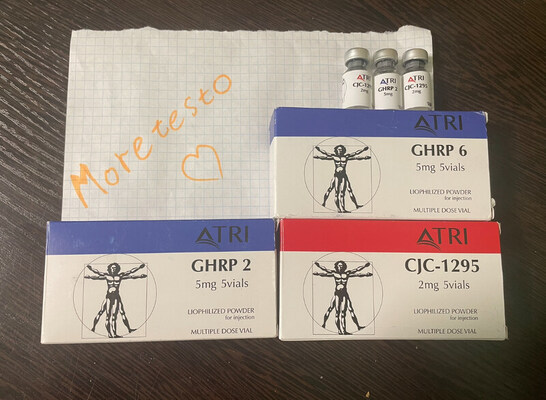 Moretesto
ATRI
CJC-1295
2mg
ATRI
GHRP 2
5mg
ATRI
CJC-1295
2mg
ATRI
GHRP 6
5mg 5vials
LIOPHILIZED POWDER
for injection
MULTIPLE DOSE VIAL
ATRI
GHRP 2
5mg 5vials
LIOPHILIZED POWDER
for injection
MULTIPLE DOSE VIAL
ATRI
CJC-1295
2mg 5vials
LIOPHILIZED POWDER
for injection
MULTIPLE DOSE VIAL